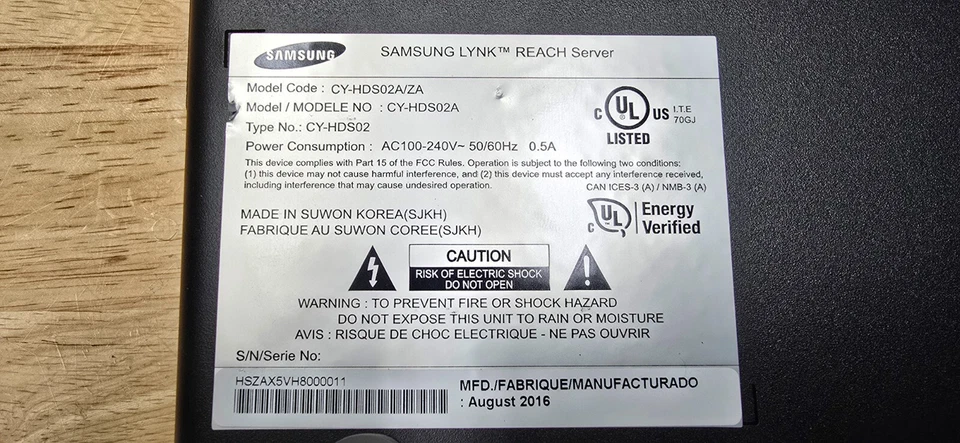 SAMSUNG
SAMSUNG LYNK™ REACH Server
Model Code : CY-HDS02A/ZA
Model / MODELE NO : CY-HDS02A
Type No.: CY-HDS02
Power Consumption : AC100-240V~ 50/60Hz 0.5A
C UL ® US
LISTED
I.T.E
70GJ
This device complies with Part 15 of the FCC Rules. Operation is subject to the following two conditions:
(1) this device may not cause harmful interference, and (2) this device must accept any interference received,
including interference that may cause undesired operation.
CAN ICES-3 (A) / NMB-3 (A)
MADE IN SUWON KOREA(SJKH)
FABRIQUE AU SUWON COREE(SJKH)
C UL
Energy
Verified
CAUTION
RISK OF ELECTRIC SHOCK
DO NOT OPEN
WARNING : TO PREVENT FIRE OR SHOCK HAZARD
DO NOT EXPOSE THIS UNIT TO RAIN OR MOISTURE
AVIS : RISQUE DE CHOC ELECTRIQUE - NE PAS OUVRIR
S/N/Serie No:
HSZAX5VH8000011
MFD./FABRIQUE/MANUFACTURADO
: August 2016